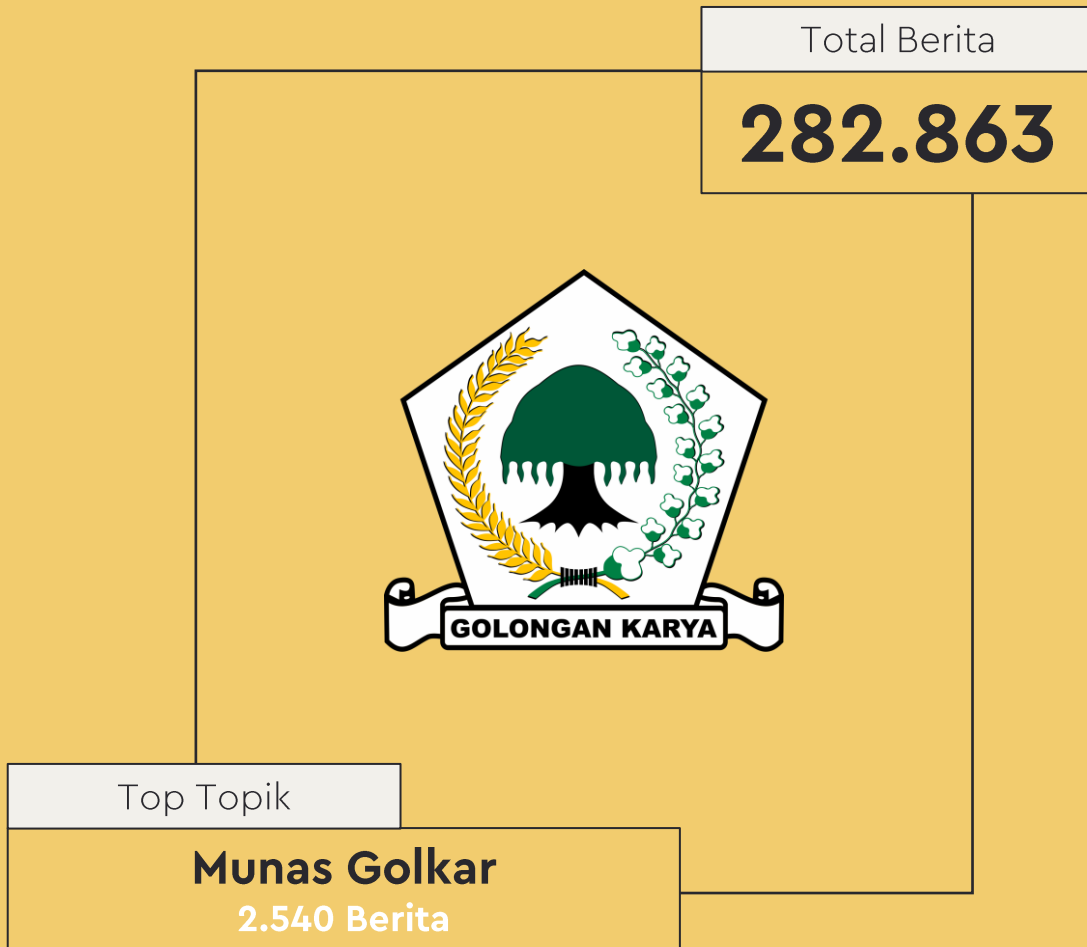 Total Berita
282.863
GOLONGAN KARYA
Top Topik
Munas Golkar
2.540 Berita